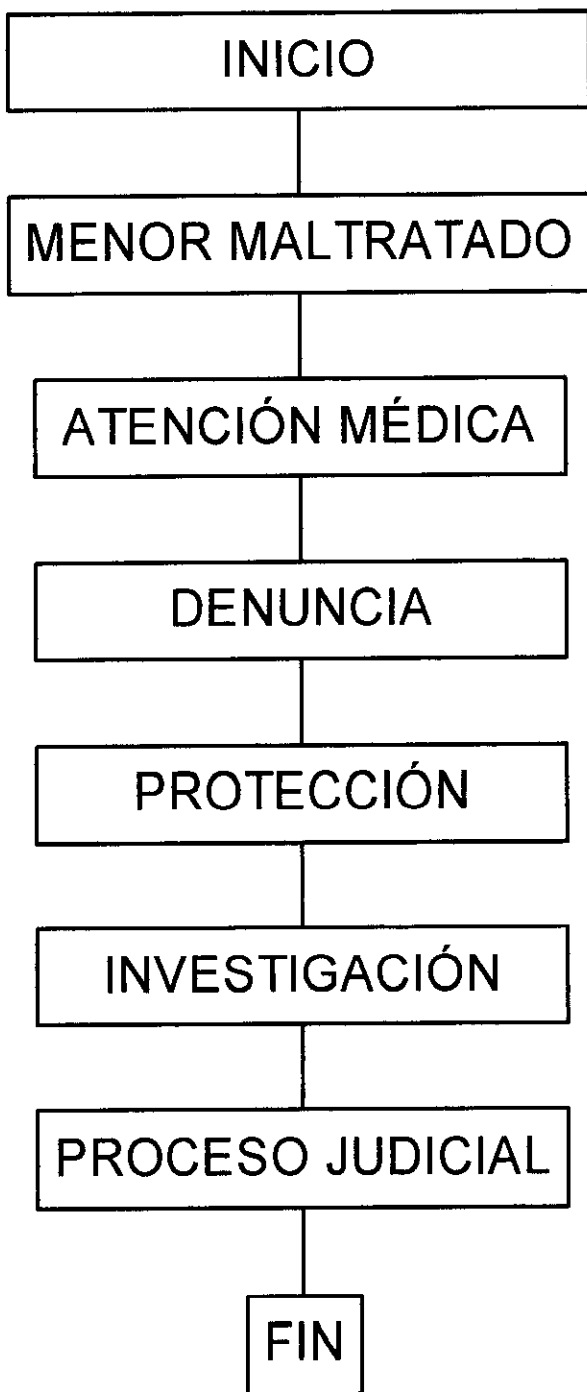 INICIO
MENOR MALTRATADO
ATENCIÓN MÉDICA
DENUNCIA
PROTECCIÓN
INVESTIGACIÓN
PROCESO JUDICIAL
FIN